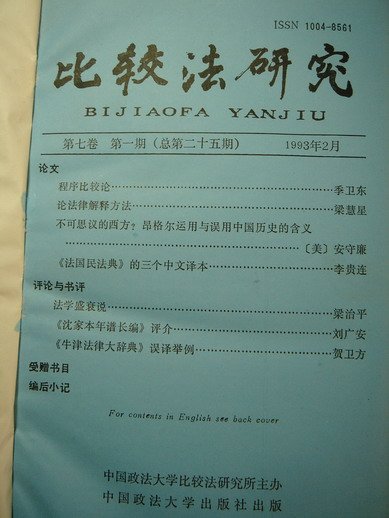 ISSN 1004-8561
比较法研究
BIJIAOFA YANJIU
第七卷 第一期(总第二十五期) 1993年2月
论文
程序比较论……………………季卫东
论法律解释方法……………………梁慧星
不可思议的西方? 昂格尔运用与误用中国历史的含义
……………………〔美〕安守廉
《法国民法典》的三个中文译本……………………李贵连
评论与书评
法学盛衰说……………………梁治平
《沈家本年谱长编》评介……………………刘广安
《牛津法律大辞典》误译举例……………………贺卫方
受赠书目
编后小记
For contents in English see back cover
中国政法大学比较法研究所主办
中国政法大学出版社出版